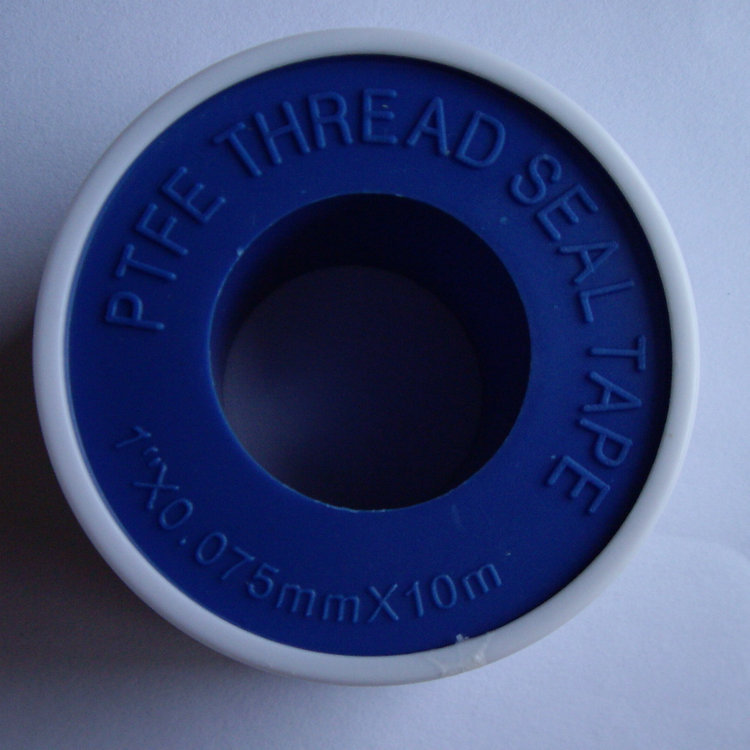 PTFE THREAD SEAL TAPE
1"X0.075mmX10m